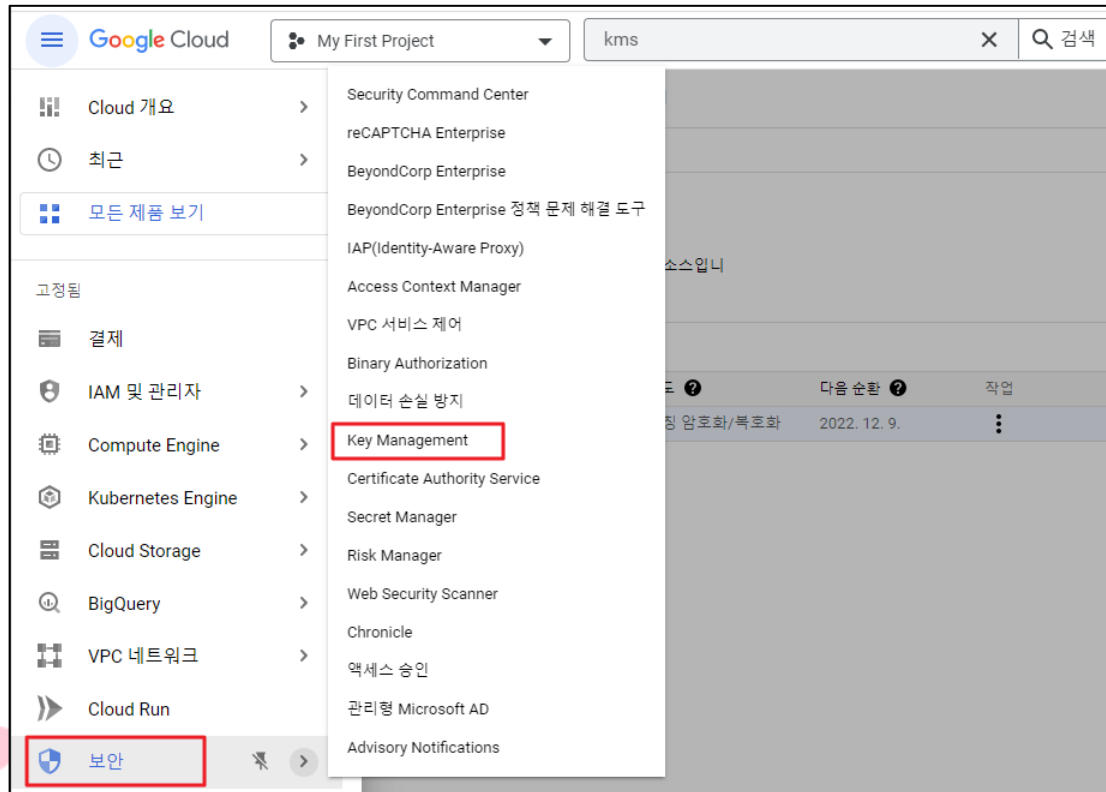 Google Cloud
My First Project
kms
검색
Cloud 개요
최근
모든 제품 보기
고정됨
결제
IAM 및 관리자
Compute Engine
Kubernetes Engine
Cloud Storage
BigQuery
VPC 네트워크
Cloud Run
보안
Security Command Center
reCAPTCHA Enterprise
BeyondCorp Enterprise
BeyondCorp Enterprise 정책 문제 해결 도구
IAP(Identity-Aware Proxy)
Access Context Manager
VPC 서비스 제어
Binary Authorization
데이터 손실 방지
Key Management
Certificate Authority Service
Secret Manager
Risk Manager
Web Security Scanner
Chronicle
액세스 승인
관리형 Microsoft AD
Advisory Notifications
소스입니
도 다음 순환 작업
칭 암호화/복호화 2022. 12. 9.